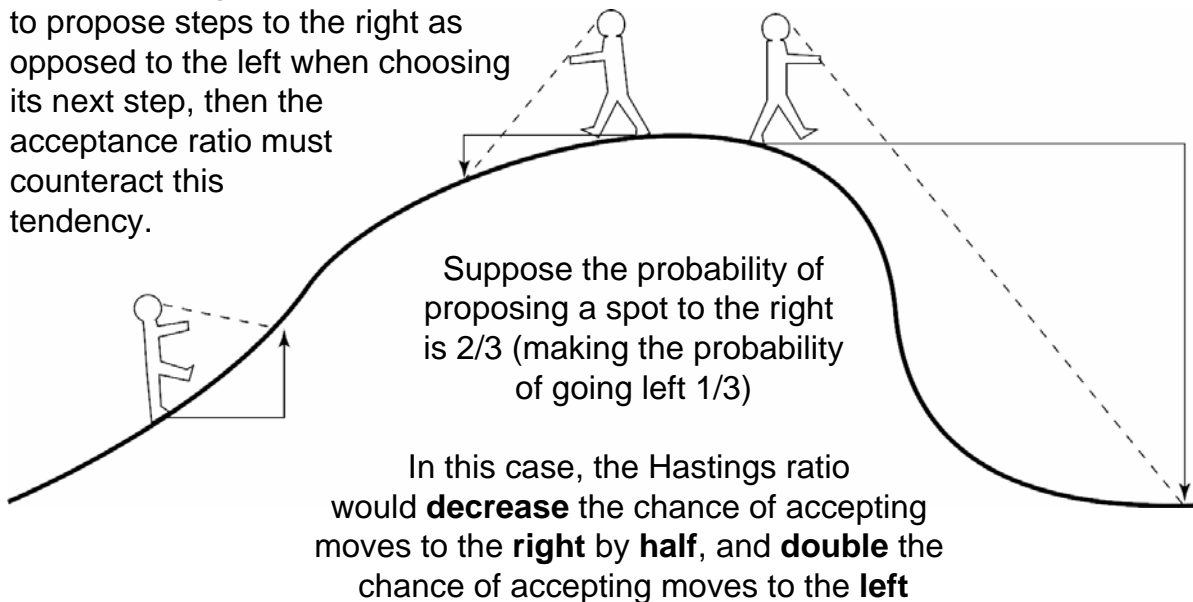 to propose steps to the right as
opposed to the left when choosing
its next step, then the
acceptance ratio must
counteract this
tendency.
Suppose the probability of
proposing a spot to the right
is 2/3 (making the probability
of going left 1/3)
In this case, the Hastings ratio
would decrease the chance of accepting
moves to the right by half, and double the
chance of accepting moves to the left